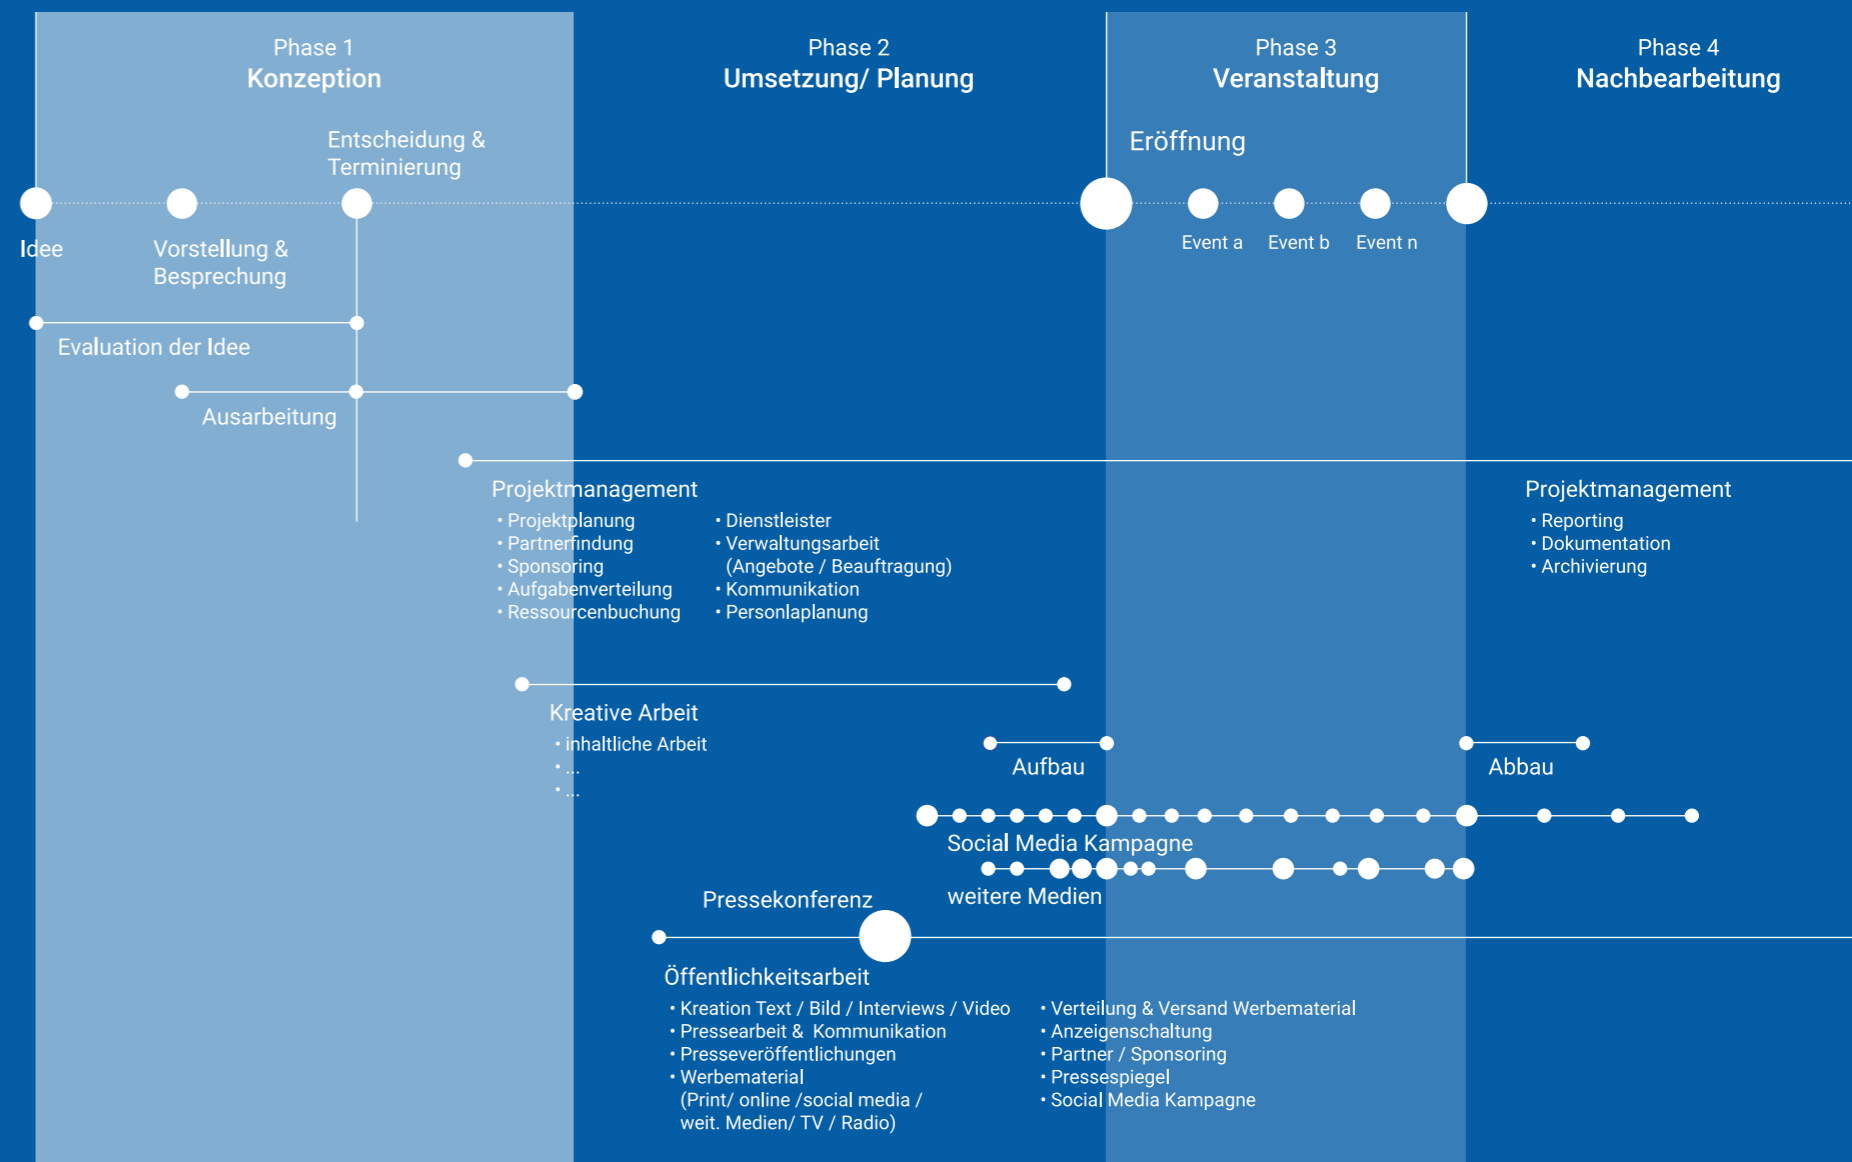 Phase 1
Konzeption
Phase 2
Umsetzung/ Planung
Phase 3
Veranstaltung
Phase 4
Nachbearbeitung
Entscheidung &
Terminierung
Eröffnung
Idee
Vorstellung &
Besprechung
Event a
Event b
Event n
Evaluation der Idee
Ausarbeitung
Projektmanagement
• Projektplanung
• Partnerfindung
• Sponsoring
• Aufgabenverteilung
• Ressourcenbuchung
• Dienstleister
• Verwaltungsarbeit
(Angebote / Beauftragung)
• Kommunikation
• Personlaplanung
Projektmanagement
• Reporting
• Dokumentation
• Archivierung
Kreative Arbeit
• inhaltliche Arbeit
• ...
• ...
Aufbau
Abbau
Social Media Kampagne
weitere Medien
Pressekonferenz
Öffentlichkeitsarbeit
• Kreation Text / Bild / Interviews / Video
• Pressearbeit & Kommunikation
• Presseveröffentlichungen
• Werbematerial
(Print/ online /social media /
weit. Medien/ TV / Radio)
• Verteilung & Versand Werbematerial
• Anzeigenschaltung
• Partner / Sponsoring
• Pressespiegel
• Social Media Kampagne